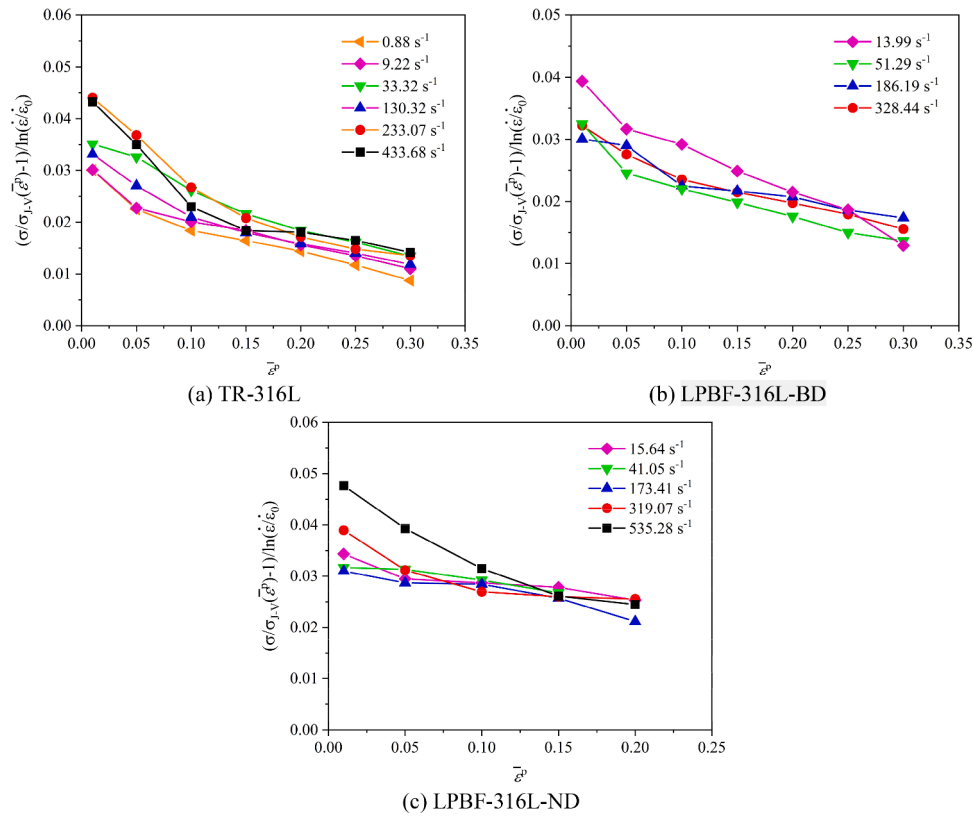 0.06
0.05
0.04
0.03
0.02
0.01
0.00
(σ/σJ-V(ε̄ᵖ)-1)/ln(ε̇/ε̇₀)
0.88 s⁻¹
9.22 s⁻¹
33.32 s⁻¹
130.32 s⁻¹
233.07 s⁻¹
433.68 s⁻¹
0.00 0.05 0.10 0.15 0.20 0.25 0.30 0.35
ε̄ᵖ
(a) TR-316L
0.05
0.04
0.03
0.02
0.01
0.00
(σ/σJ-V(ε̄ᵖ)-1)/ln(ε̇/ε̇₀)
13.99 s⁻¹
51.29 s⁻¹
186.19 s⁻¹
328.44 s⁻¹
0.00 0.05 0.10 0.15 0.20 0.25 0.30 0.35
ε̄ᵖ
(b) LPBF-316L-BD
0.06
0.05
0.04
0.03
0.02
0.01
0.00
(σ/σJ-V(ε̄ᵖ)-1)/ln(ε̇/ε̇₀)
15.64 s⁻¹
41.05 s⁻¹
173.41 s⁻¹
319.07 s⁻¹
535.28 s⁻¹
0.00 0.05 0.10 0.15 0.20 0.25
ε̄ᵖ
(c) LPBF-316L-ND